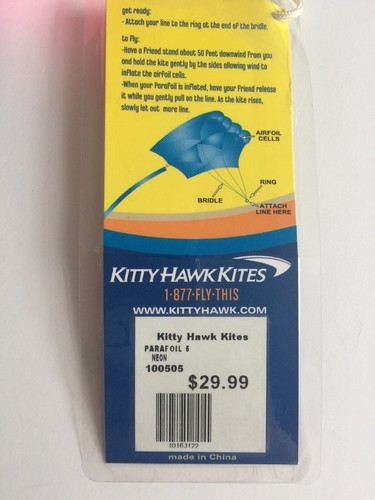 get ready:
- Attach your line to the ring at the end of the bridle.
to fly:
-Have a friend stand about 50 feet downwind from you
and hold the kite gently by the sides allowing wind to
inflate the airfoil cells.
-When your Parafoil is inflated, have your friend release
it while you gently pull on the line. As the kite rises,
slowly let out more line.
AIRFOIL
CELLS
RING
BRIDLE
ATTACH
LINE HERE
KITTY HAWK KITES
1-877-FLY-THIS
WWW.KITTYHAWK.COM
Kitty Hawk Kites
PARAFOIL 5
NEON
100505
$29.99
10163122
made in China